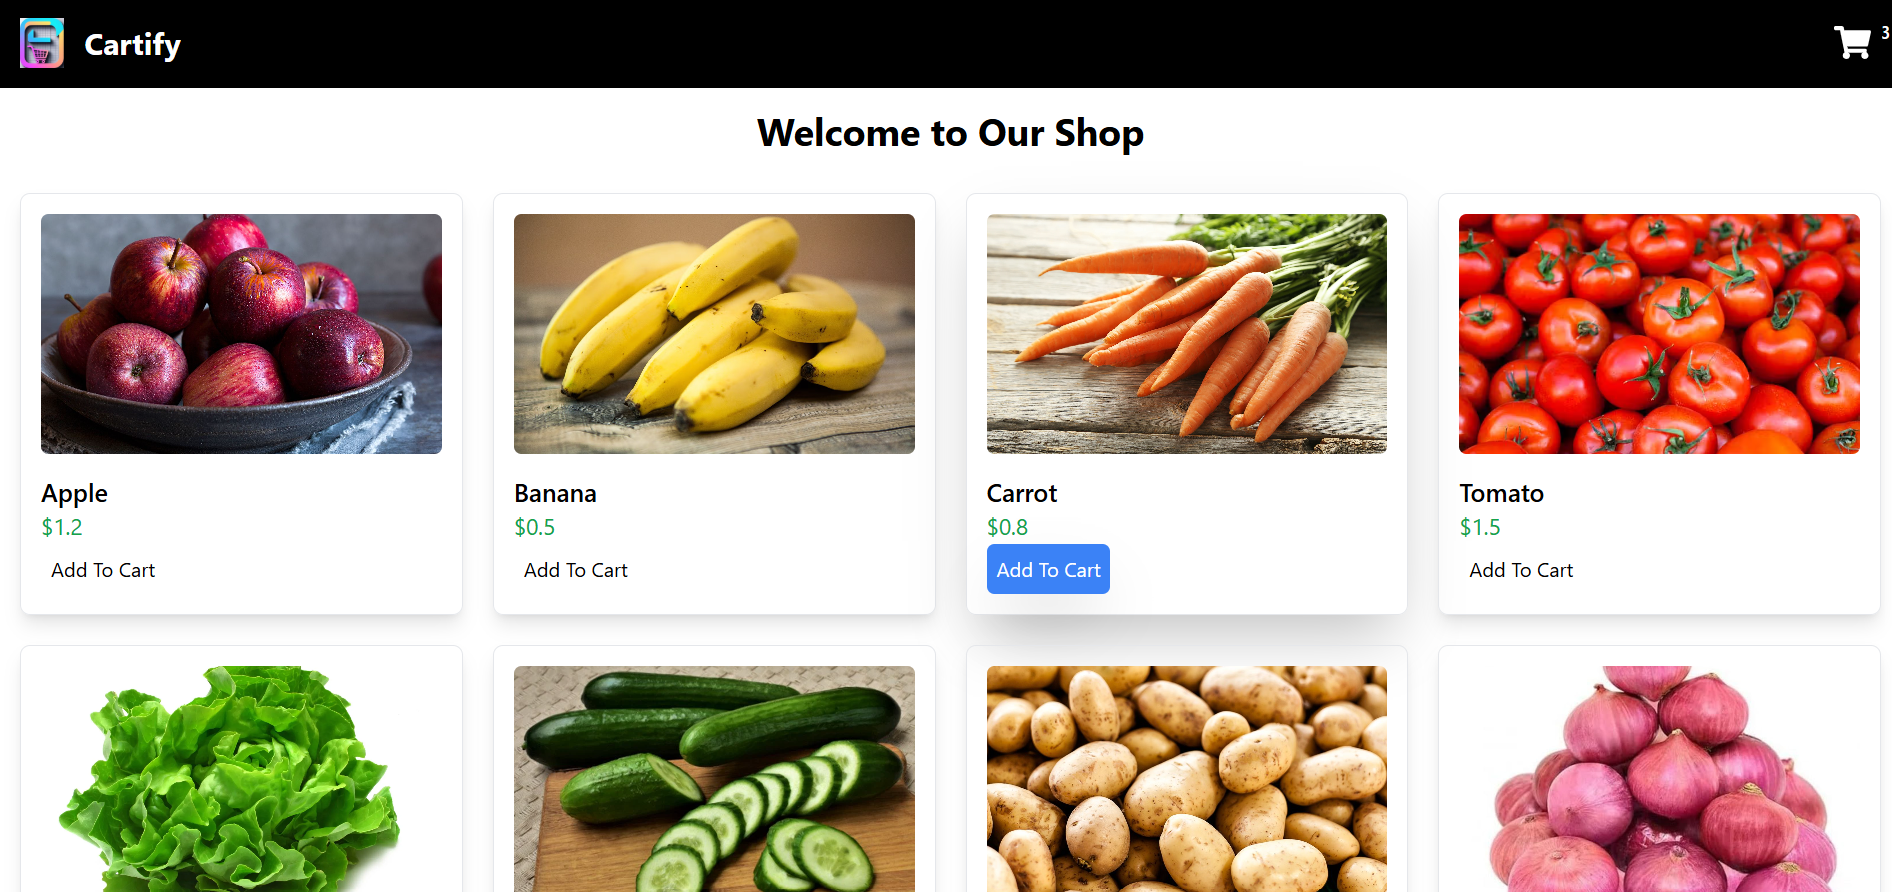 Cartify
3
Welcome to Our Shop
Apple
$1.2
Add To Cart
Banana
$0.5
Add To Cart
Carrot
$0.8
Add To Cart
Tomato
$1.5
Add To Cart